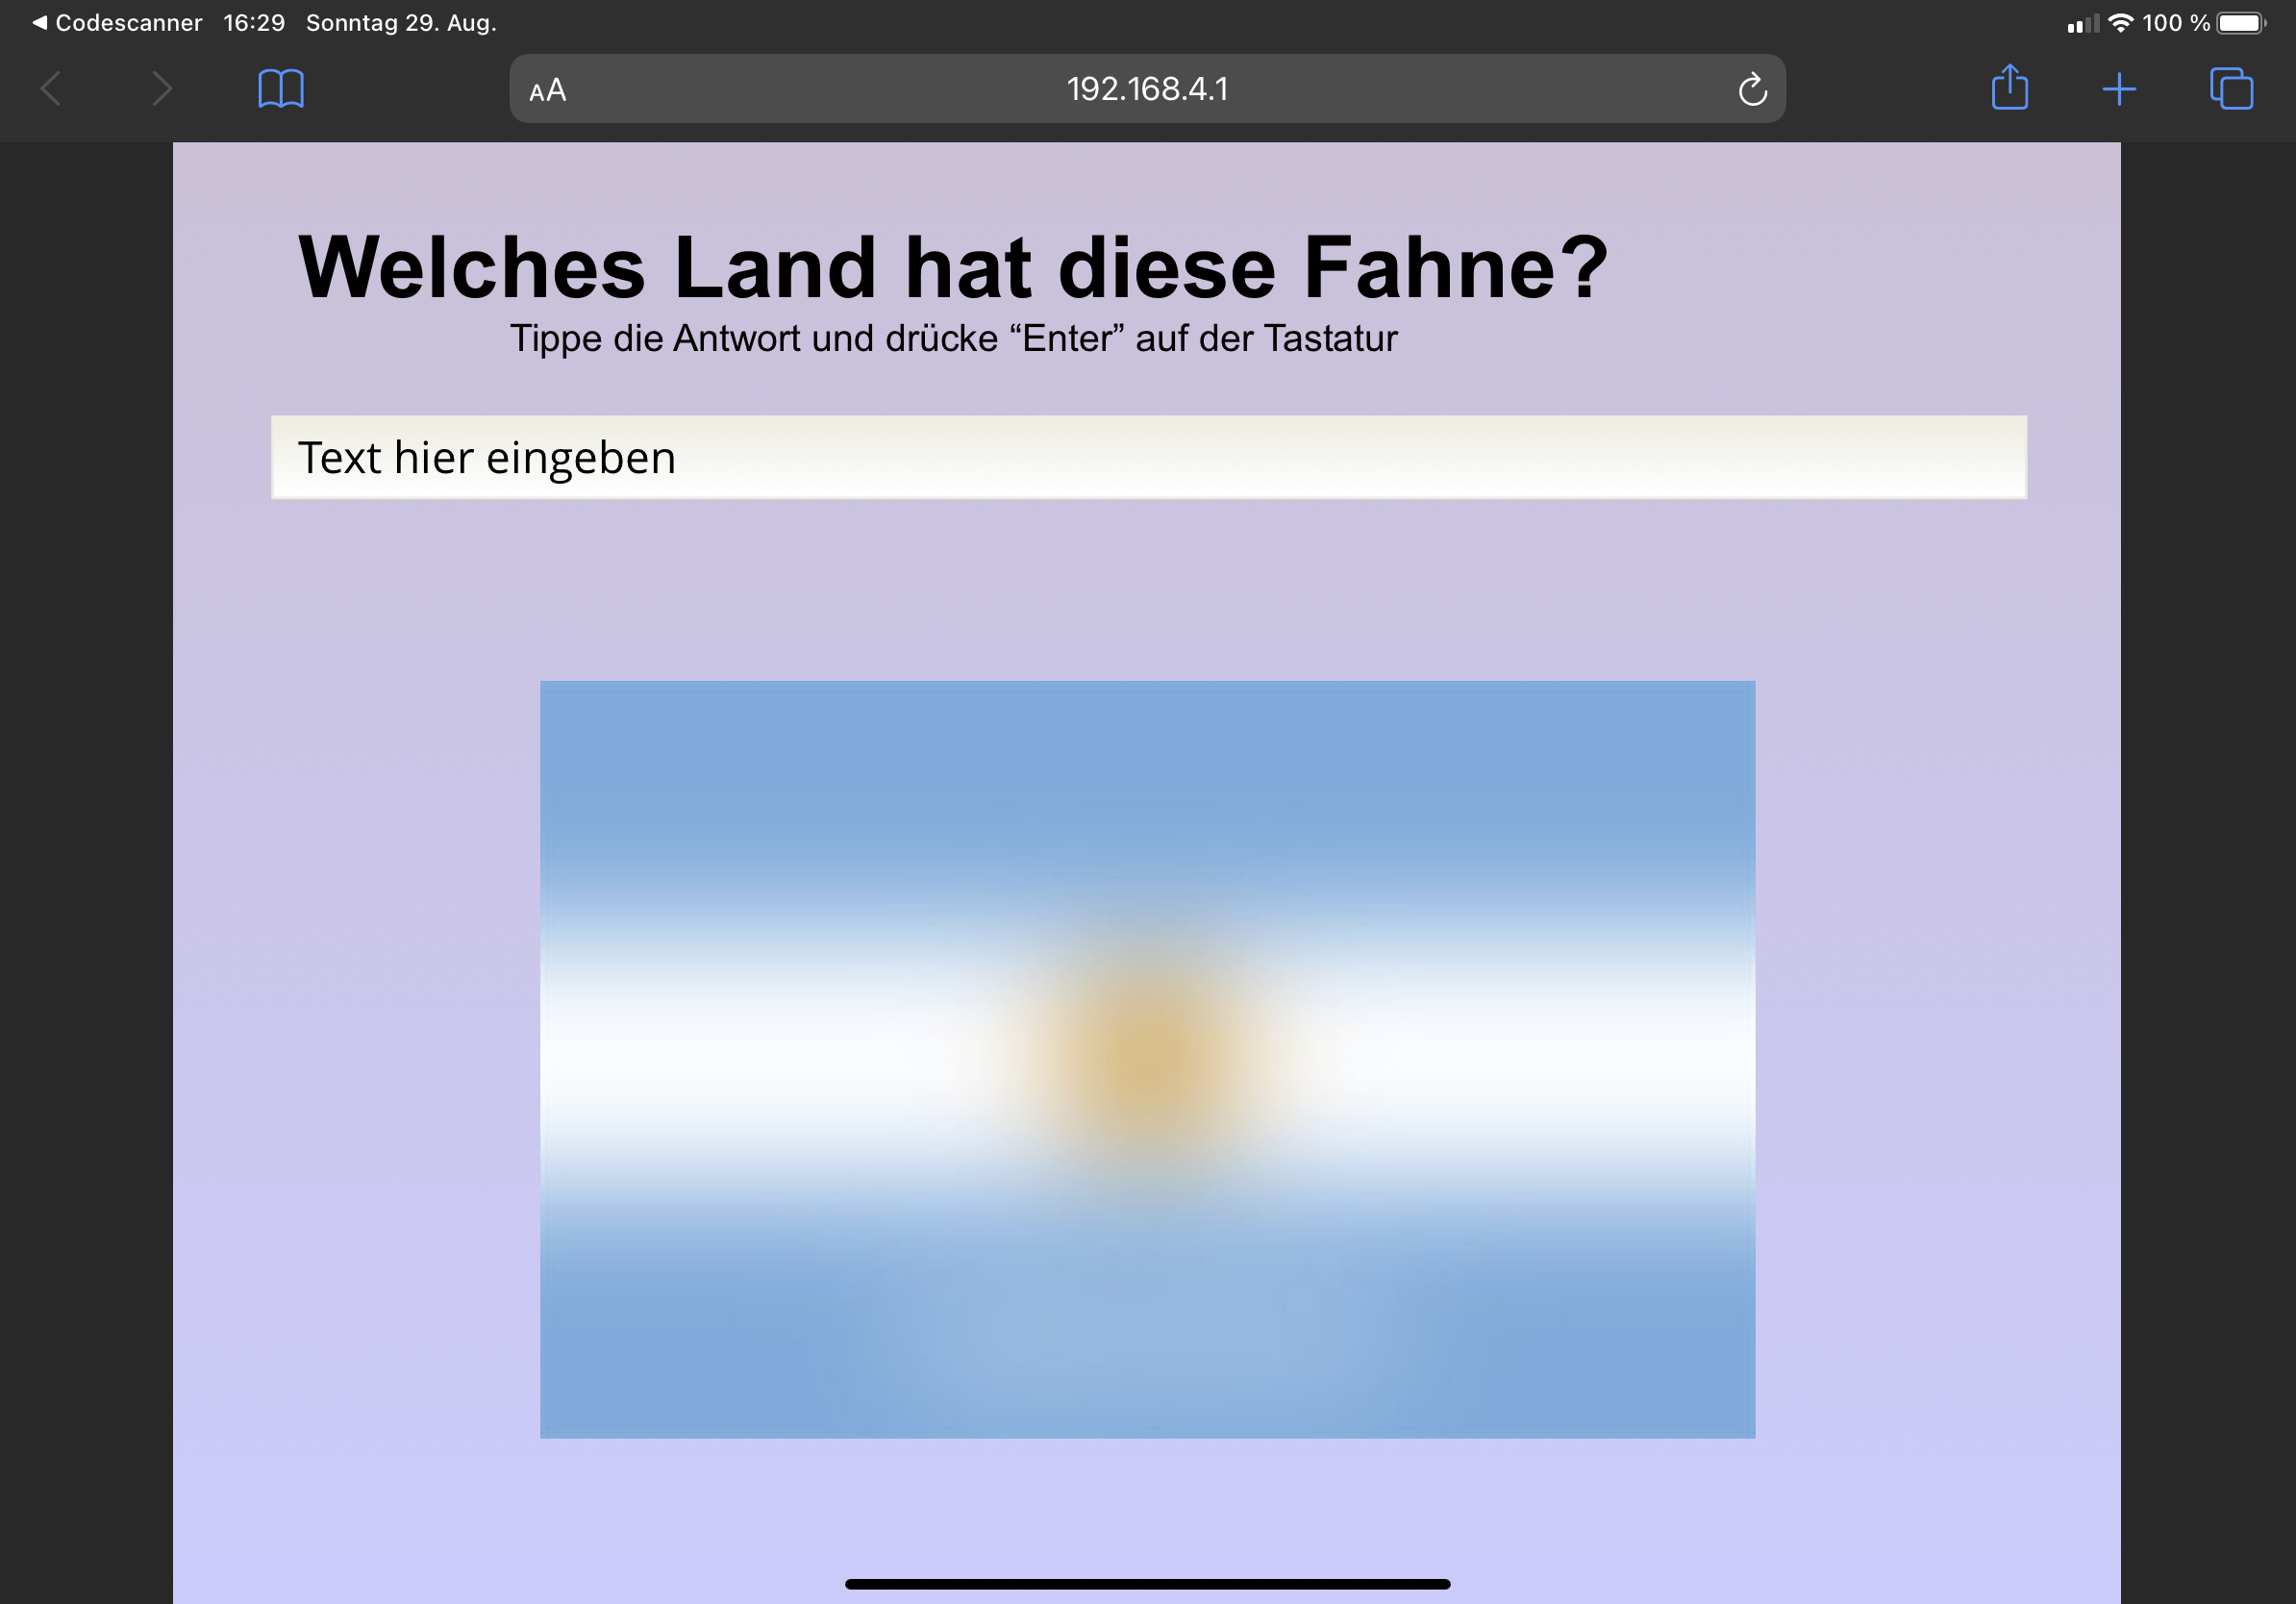 Codescanner 16:29 Sonntag 29. Aug. 100 %
AA 192.168.4.1
Welches Land hat diese Fahne?
Tippe die Antwort und drücke “Enter” auf der Tastatur
Text hier eingeben